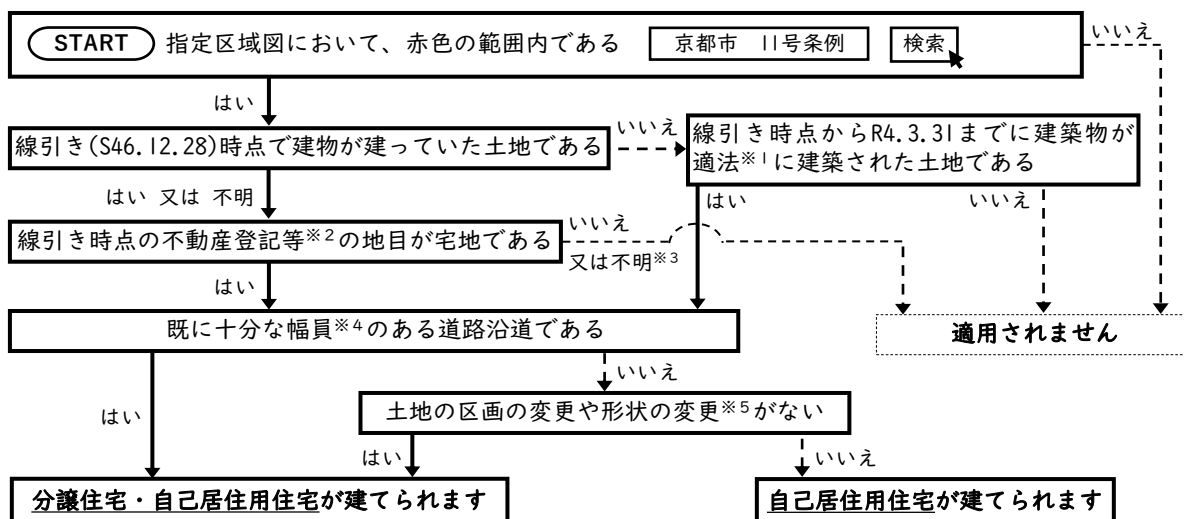 START 指定区域図において、赤色の範囲内である 京都市 11号条例 検索
いいえ
はい
線引き(S46.12.28)時点で建物が建っていた土地である
いいえ
線引き時点からR4.3.31までに建築物が
適法※1に建築された土地である
はい 又は 不明
はい
いいえ
線引き時点の不動産登記等※2の地目が宅地である
いいえ
又は不明※3
はい
既に十分な幅員※4のある道路沿道である
適用されません
はい
いいえ
土地の区画の変更や形状の変更※5がない
はい
いいえ
分譲住宅・自己居住用住宅が建てられます
自己居住用住宅が建てられます